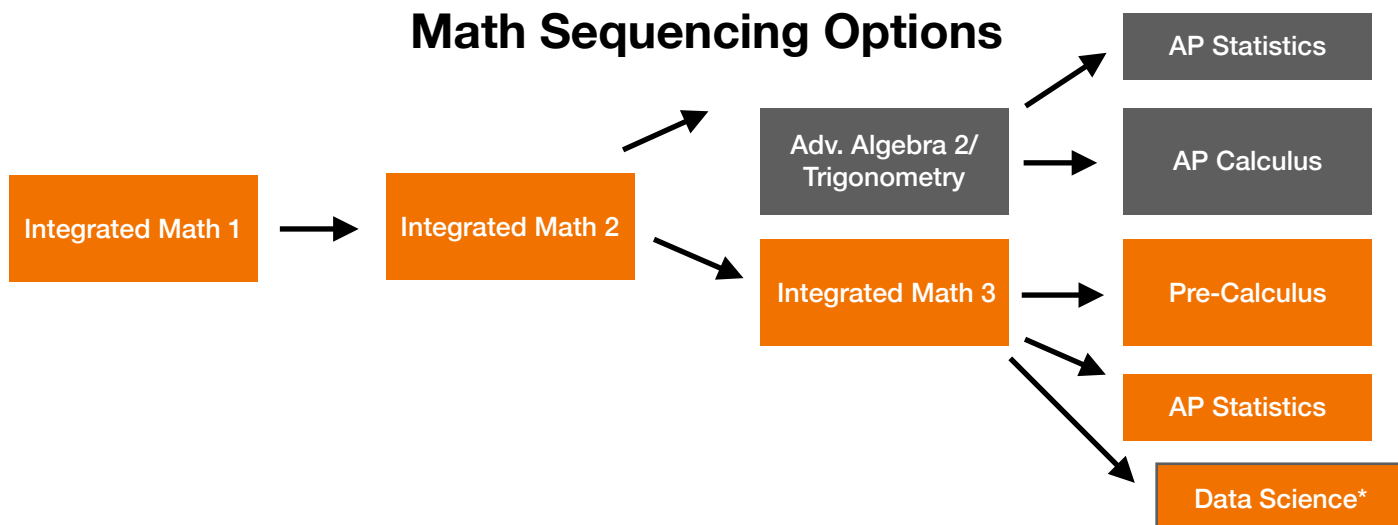 Math Sequencing Options
Integrated Math 1
Integrated Math 2
Adv. Algebra 2/
Trigonometry
Integrated Math 3
AP Statistics
AP Calculus
Pre-Calculus
AP Statistics
Data Science*